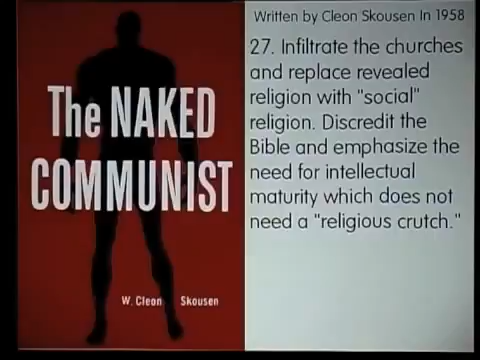 The NAKED
COMMUNIST
W. Cleon Skousen
Written by Cleon Skousen In 1958
27. Infiltrate the churches
and replace revealed
religion with "social"
religion. Discredit the
Bible and emphasize the
need for intellectual
maturity which does not
need a "religious crutch."